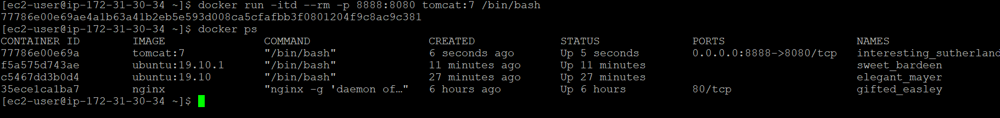 [ec2-user@ip-172-31-30-34 ~]$ docker run -itd --rm -p 8888:8080 tomcat:7 /bin/bash
77786e00e69ae4a1b63a41b2eb5e593d008ca5cfafbb3f0801204f9c8ac9c381
[ec2-user@ip-172-31-30-34 ~]$ docker ps
CONTAINER ID        IMAGE               COMMAND                  CREATED             STATUS              PORTS                    NAMES
77786e00e69a        tomcat:7            "/bin/bash"              6 seconds ago       Up 5 seconds        0.0.0.0:8888->8080/tcp   interesting_sutherland
f5a575d743ae        ubuntu:19.10.1      "/bin/bash"              11 minutes ago      Up 11 minutes                                sweet_bardeen
c5467dd3b0d4        ubuntu:19.10        "/bin/bash"              27 minutes ago      Up 27 minutes                                elegant_mayer
35ece1ca1ba7        nginx               "nginx -g 'daemon of…"   6 hours ago         Up 6 hours          80/tcp                   gifted_easley
[ec2-user@ip-172-31-30-34 ~]$